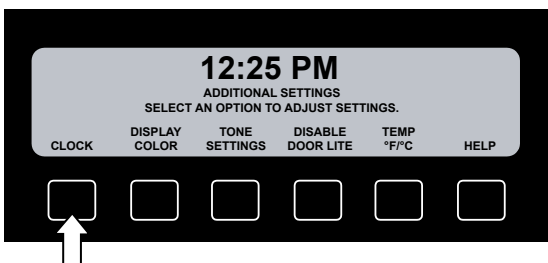 12:25 PM
ADDITIONAL SETTINGS
SELECT AN OPTION TO ADJUST SETTINGS.
CLOCK
DISPLAY
COLOR
TONE
SETTINGS
DISABLE
DOOR LITE
TEMP
°F/°C
HELP